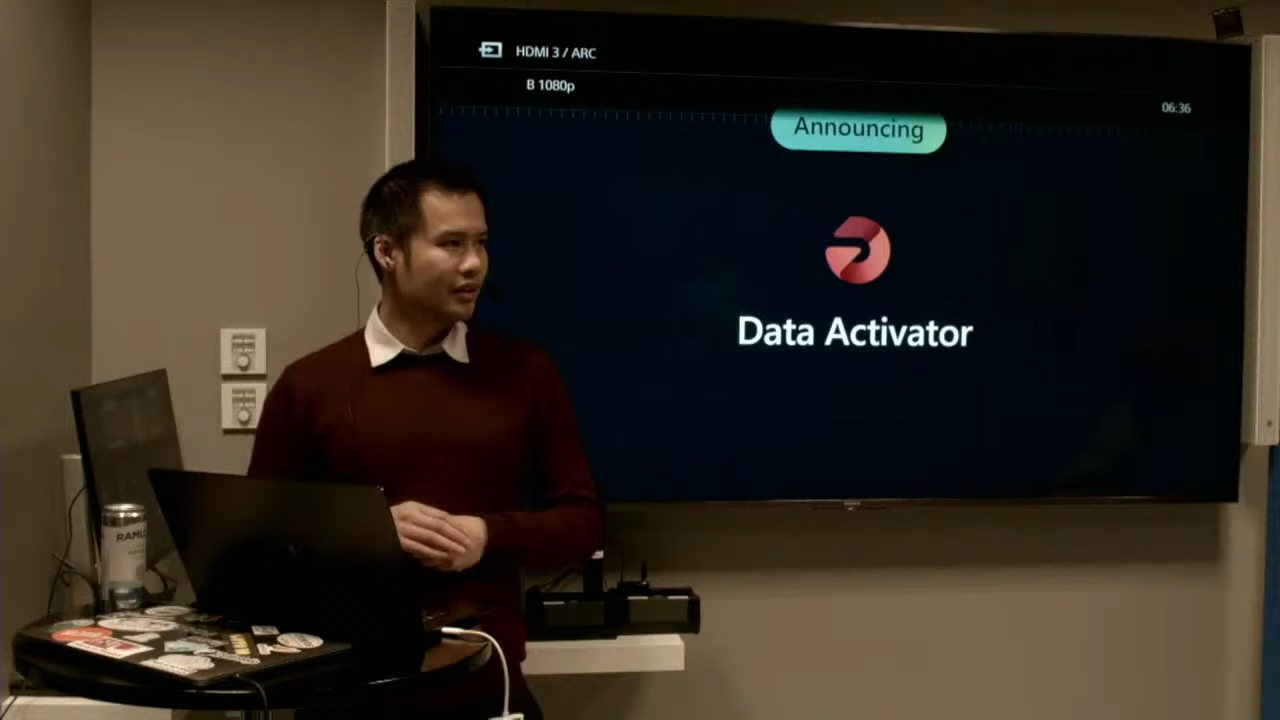 HDMI 3 / ARC
B 1080p
06:36
Announcing
Data Activator